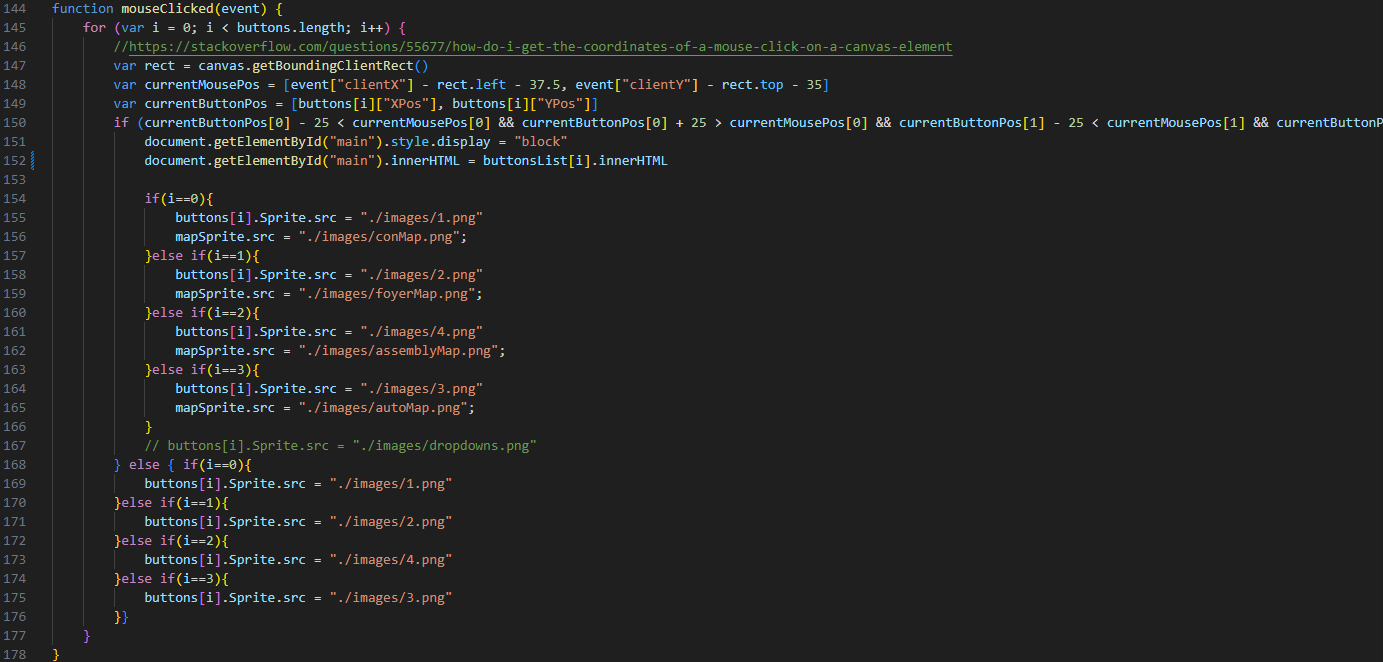 144 function mouseClicked(event) {
145 for (var i = 0; i < buttons.length; i++) {
146 //https://stackoverflow.com/questions/55677/how-do-i-get-the-coordinates-of-a-mouse-click-on-a-canvas-element
147 var rect = canvas.getBoundingClientRect()
148 var currentMousePos = [event["clientX"] - rect.left - 37.5, event["clientY"] - rect.top - 35]
149 var currentButtonPos = [buttons[i]["XPos"], buttons[i]["YPos"]]
150 if (currentButtonPos[0] - 25 < currentMousePos[0] && currentButtonPos[0] + 25 > currentMousePos[0] && currentButtonPos[1] - 25 < currentMousePos[1] && currentButtonP
151 document.getElementById("main").style.display = "block"
152 document.getElementById("main").innerHTML = buttonsList[i].innerHTML
153
154 if(i==0){
155 buttons[i].Sprite.src = "./images/1.png"
156 mapSprite.src = "./images/conMap.png";
157 }else if(i==1){
158 buttons[i].Sprite.src = "./images/2.png"
159 mapSprite.src = "./images/foyerMap.png";
160 }else if(i==2){
161 buttons[i].Sprite.src = "./images/4.png"
162 mapSprite.src = "./images/assemblyMap.png";
163 }else if(i==3){
164 buttons[i].Sprite.src = "./images/3.png"
165 mapSprite.src = "./images/autoMap.png";
166 }
167 // buttons[i].Sprite.src = "./images/dropdowns.png"
168 } else { if(i==0){
169 buttons[i].Sprite.src = "./images/1.png"
170 }else if(i==1){
171 buttons[i].Sprite.src = "./images/2.png"
172 }else if(i==2){
173 buttons[i].Sprite.src = "./images/4.png"
174 }else if(i==3){
175 buttons[i].Sprite.src = "./images/3.png"
176 }}
177 }
178 }